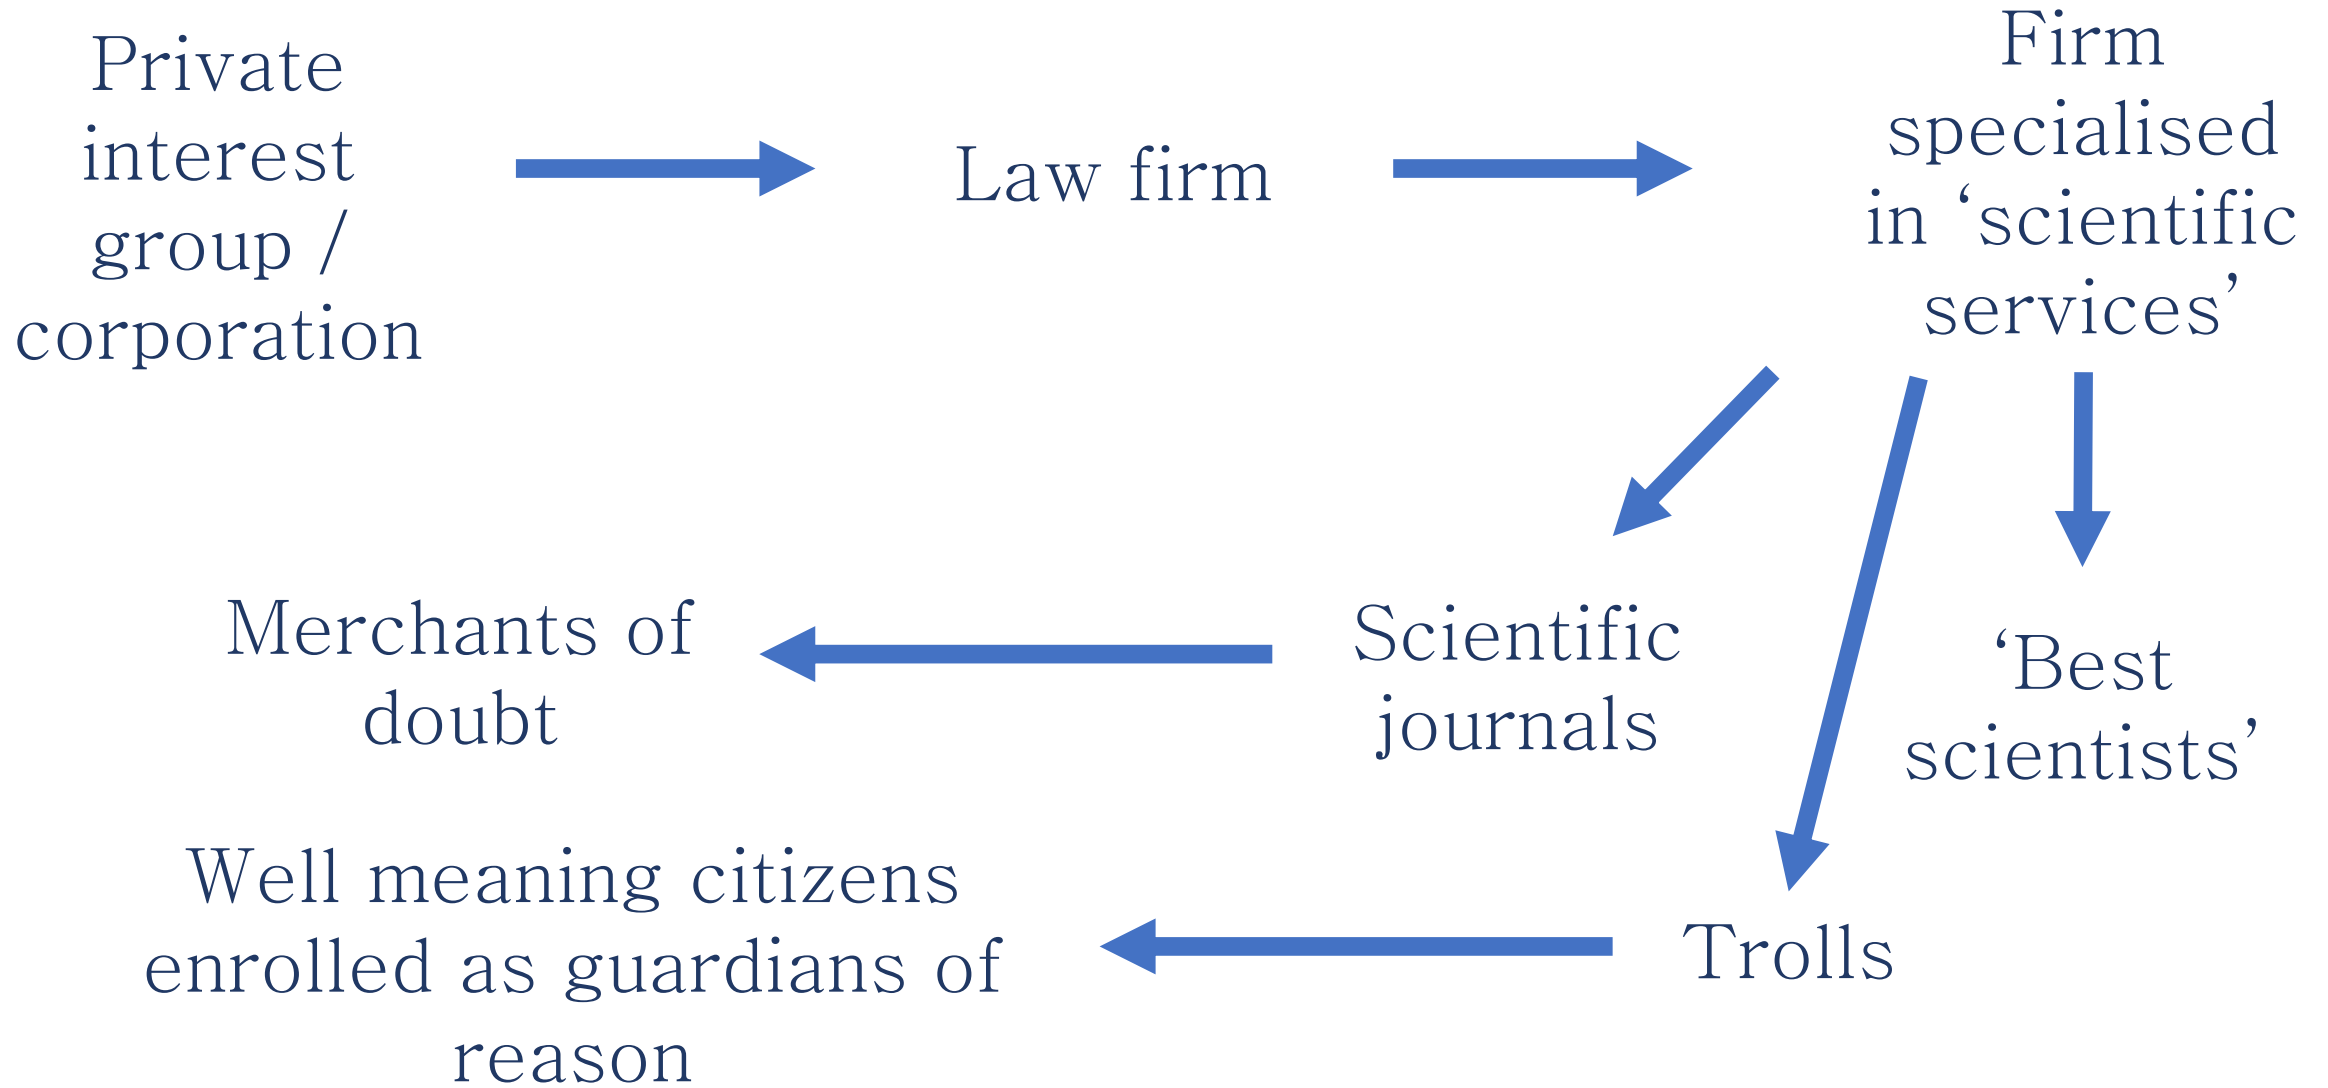 Private
interest
group /
corporation
Law firm
Firm
specialised
in ‘scientific
services’
Merchants of
doubt
Scientific
journals
‘Best
scientists’
Well meaning citizens
enrolled as guardians of
reason
Trolls